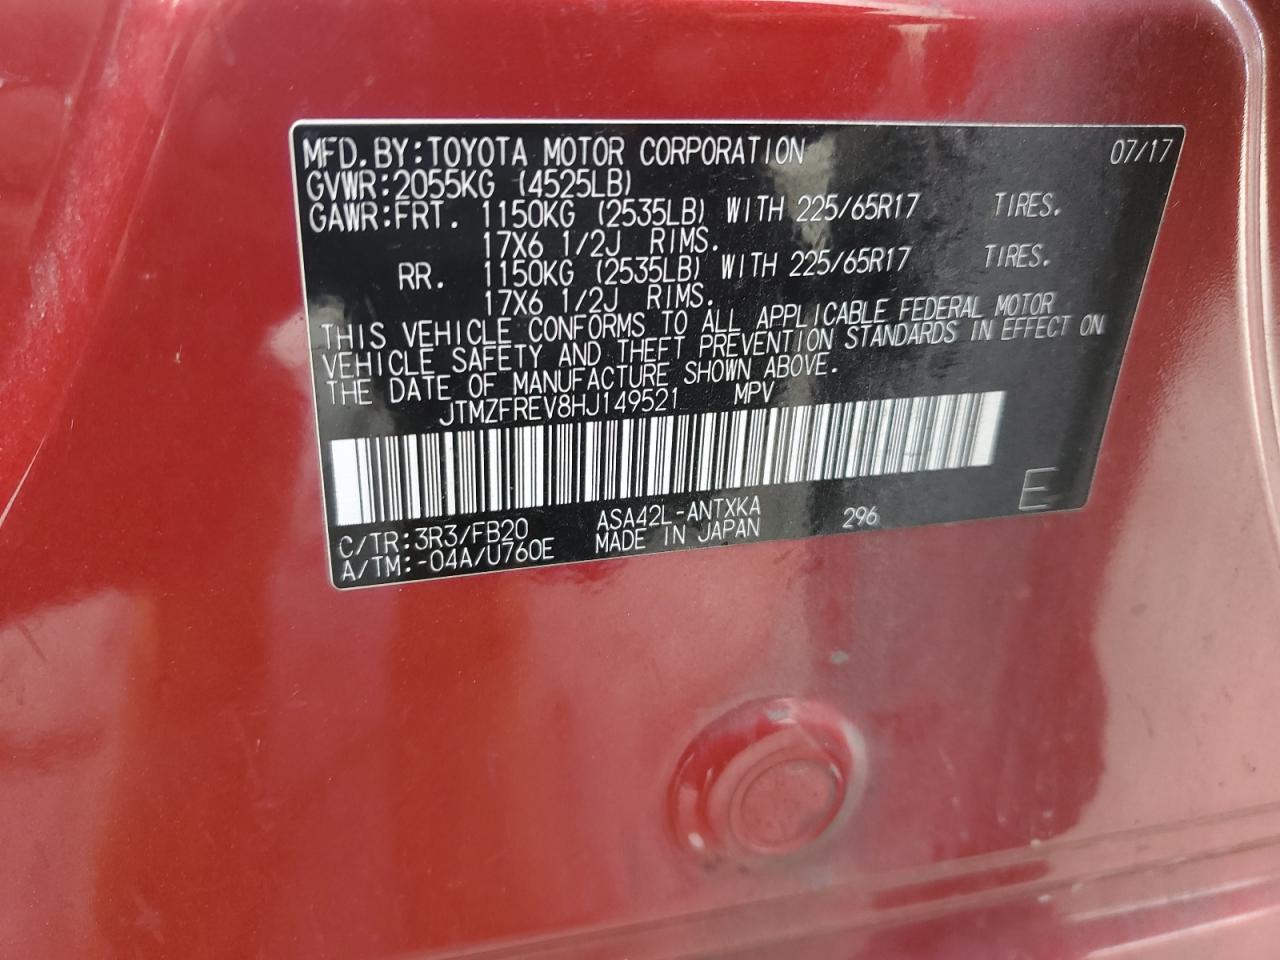 MFD.BY:TOYOTA MOTOR CORPORATION 07/17
GVWR:2055KG (4525LB)
GAWR:FRT. 1150KG (2535LB) WITH 225/65R17 TIRES.
17X6 1/2J RIMS.
RR. 1150KG (2535LB) WITH 225/65R17 TIRES.
17X6 1/2J RIMS.
THIS VEHICLE CONFORMS TO ALL APPLICABLE FEDERAL MOTOR
VEHICLE SAFETY AND THEFT PREVENTION STANDARDS IN EFFECT ON
THE DATE OF MANUFACTURE SHOWN ABOVE.
JTMZFREV8HJ149521 MPV
E
C/TR:3R3/FB20 ASA42L-ANTXKA 296
A/TM:-04A/U760E MADE IN JAPAN